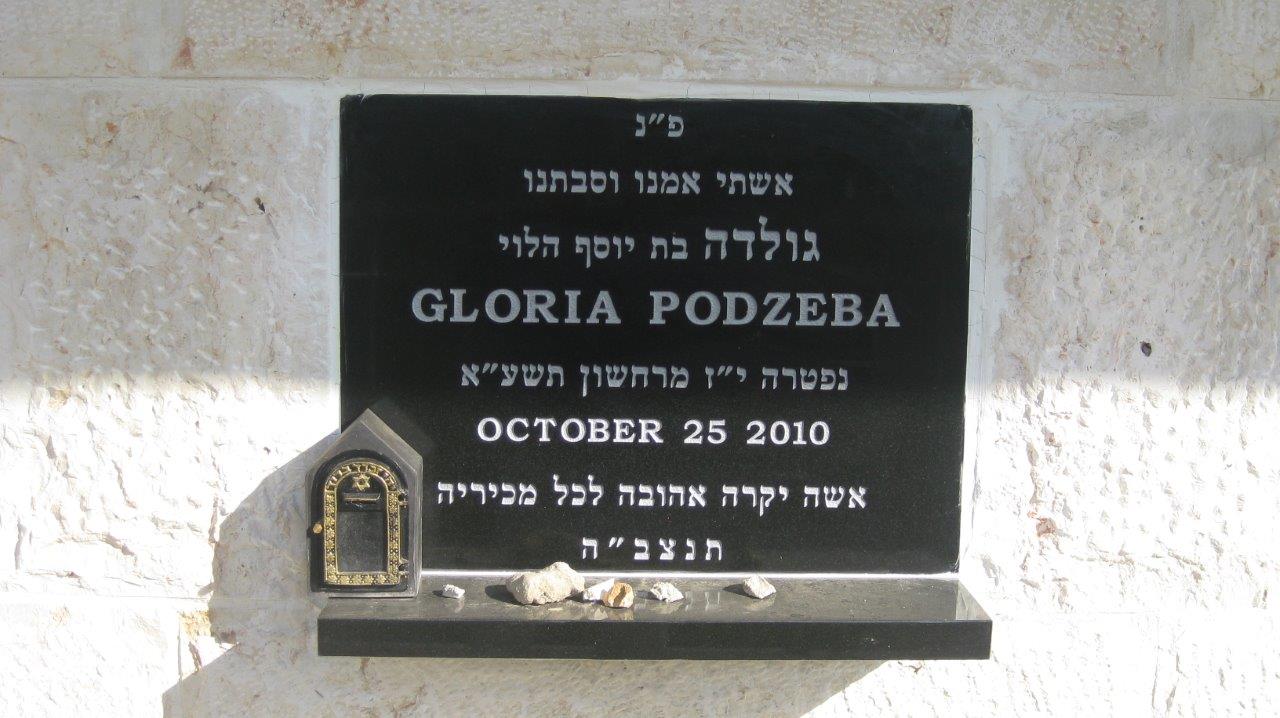 פ״נ
אשתי אמנו וסבתנו
גולדה בת יוסף הלוי
GLORIA PODZEBA
נפטרה י״ז מרחשון תשע״א
OCTOBER 25 2010
אשה יקרה אהובה לכל מכיריה
תנצב״ה